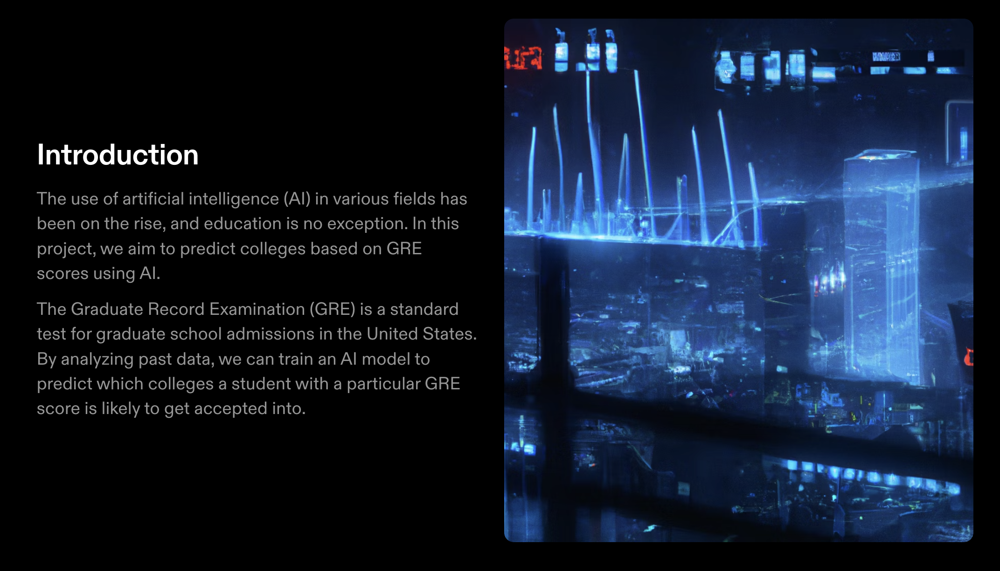 Introduction
The use of artificial intelligence (AI) in various fields has
been on the rise, and education is no exception. In this
project, we aim to predict colleges based on GRE
scores using AI.
The Graduate Record Examination (GRE) is a standard
test for graduate school admissions in the United States.
By analyzing past data, we can train an AI model to
predict which colleges a student with a particular GRE
score is likely to get accepted into.